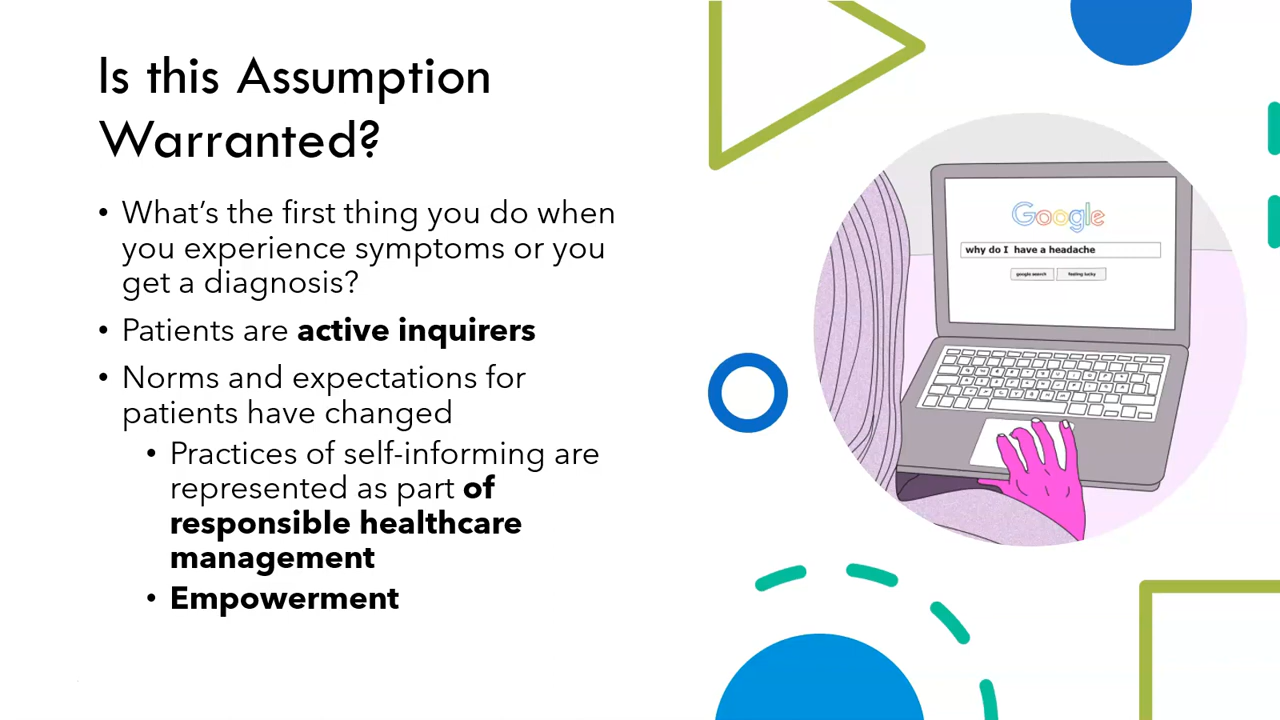 Is this Assumption
Warranted?
• What's the first thing you do when
you experience symptoms or you
get a diagnosis?
• Patients are active inquirers
• Norms and expectations for
patients have changed
• Practices of self-informing are
represented as part of
responsible healthcare
management
• Empowerment
Google
why do I have a headache
google search feeling lucky